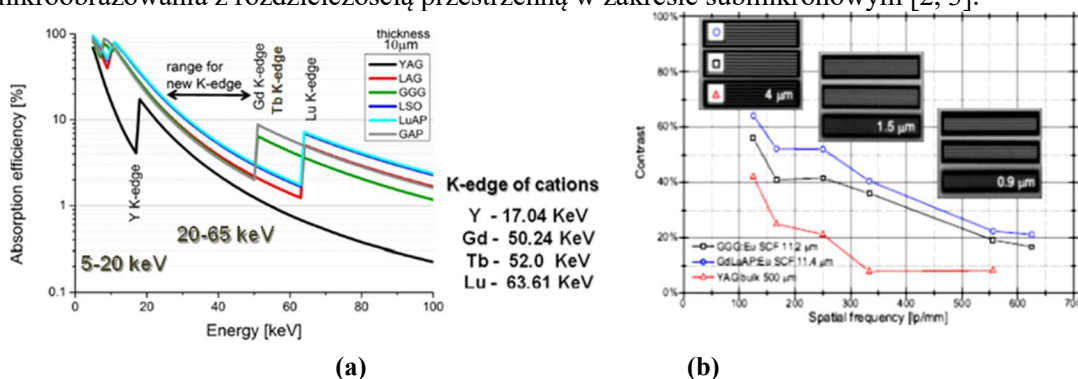 mikroobrazowania z rozdzielczością przestrzenną w zakresie submikronowym [2, 3].
thickness
10µm
YAG
LAG
GGG
LSO
LuAP
GAP
range for
new K-edge
Gd K-edge
Tb K-edge
Lu K-edge
Y K-edge
20-65 keV
5-20 keV
Absorption efficiency [%]
100
10
1
0.1
0
20
40
60
80
100
Energy [keV]
K-edge of cations
Y - 17.04 KeV
Gd - 50.24 KeV
Tb - 52.0 KeV
Lu - 63.61 KeV
(a)
Contrast
100%
80%
60%
40%
20%
0%
4 µm
1.5 µm
0.9 µm
GGG:Eu SCF 11.2 µm
GdLuAP:Eu SCF 11.4 µm
YAG bulk 500 µm
0
100
200
300
400
500
600
700
Spatial frequency [lp/mm]
(b)